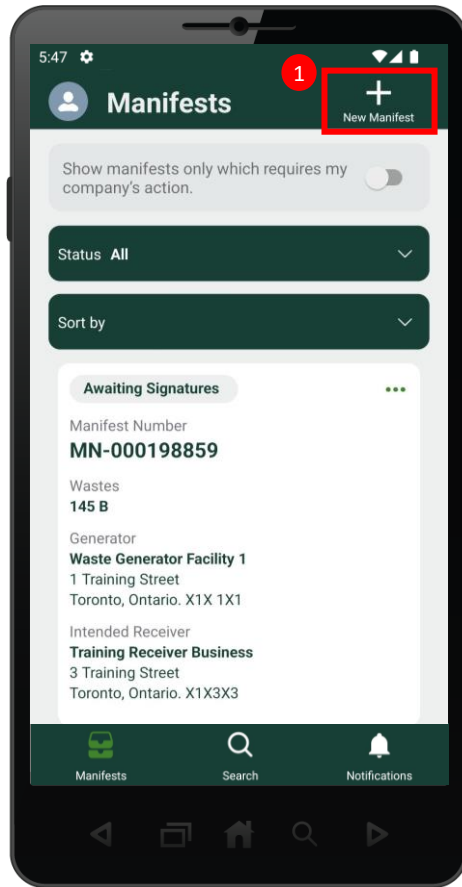 5:47
1
Manifests
New Manifest
Show manifests only which requires my
company's action.
Status All
Sort by
Awaiting Signatures
Manifest Number
MN-000198859
Wastes
145 B
Generator
Waste Generator Facility 1
1 Training Street
Toronto, Ontario. X1X 1X1
Intended Receiver
Training Receiver Business
3 Training Street
Toronto, Ontario. X1X3X3
Manifests
Search
Notifications